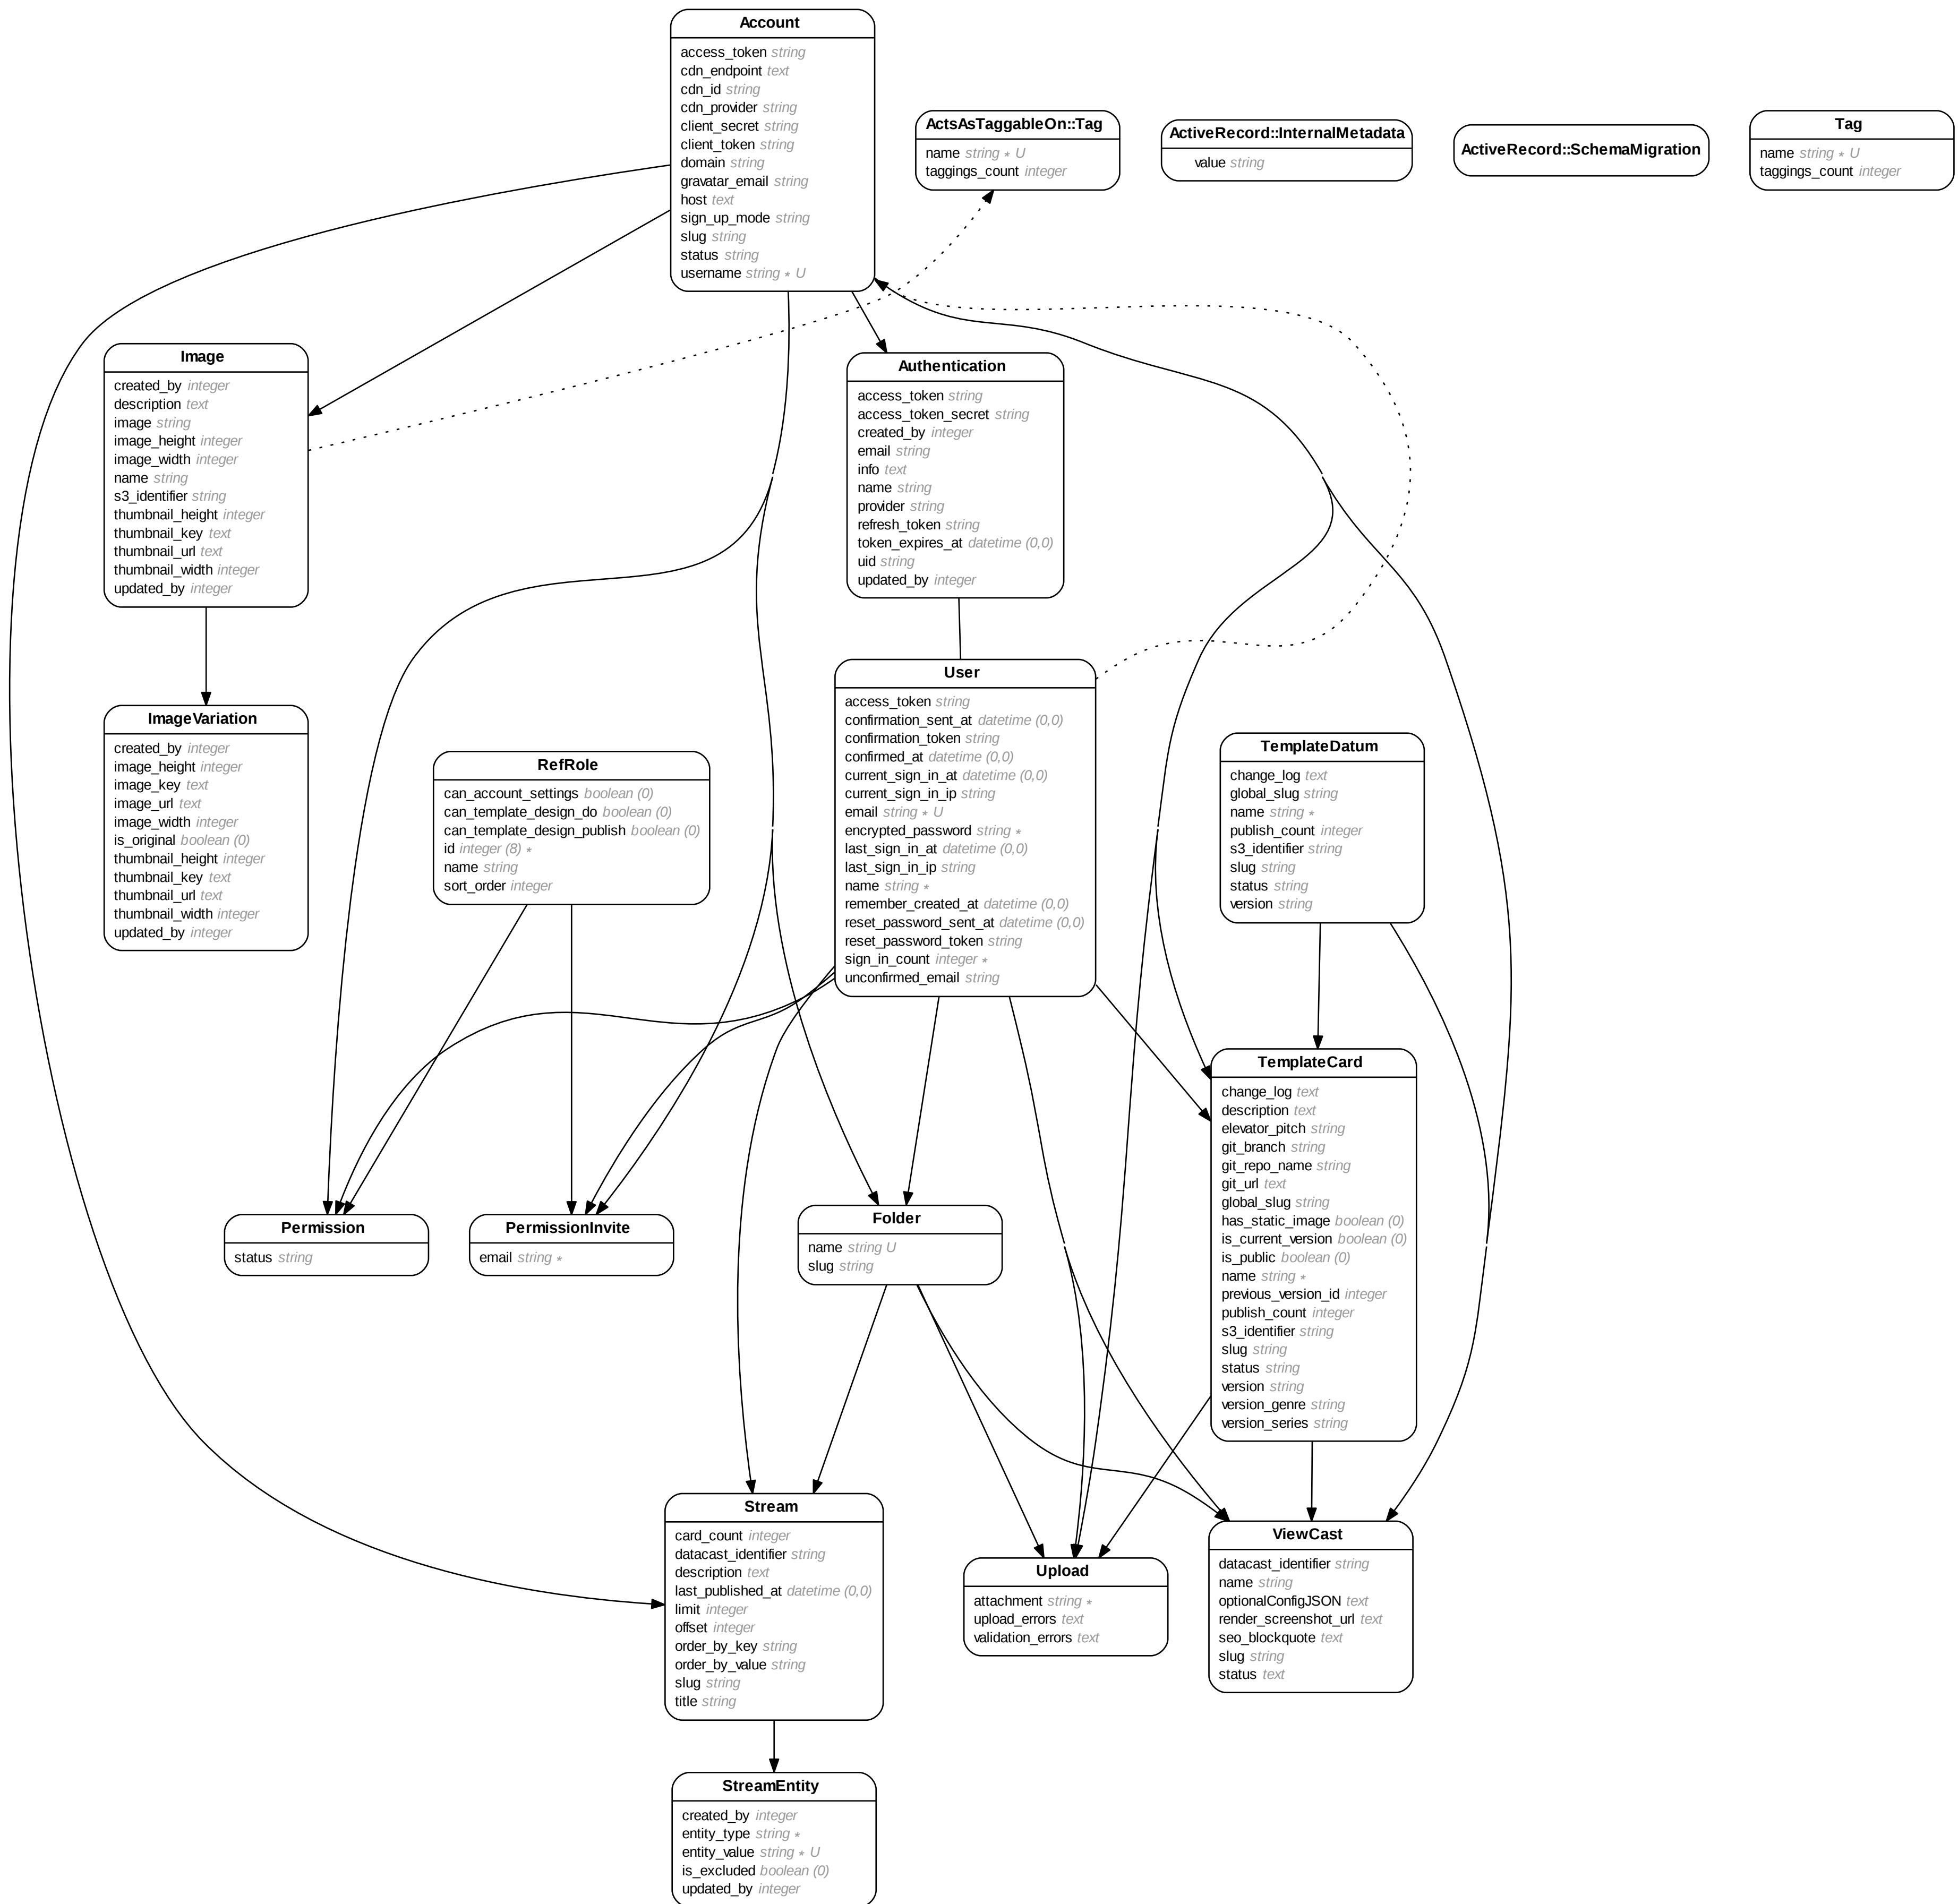 Account
access_token string
cdn_endpoint text
cdn_id string
cdn_provider string
client_secret string
client_token string
domain string
gravatar_email string
host text
sign_up_mode string
slug string
status string
username string ∗ U
ActsAsTaggableOn::Tag
name string ∗ U
taggings_count integer
ActiveRecord::InternalMetadata
value string
ActiveRecord::SchemaMigration
Tag
name string ∗ U
taggings_count integer
Image
created_by integer
description text
image string
image_height integer
image_width integer
name string
s3_identifier string
thumbnail_height integer
thumbnail_key text
thumbnail_url text
thumbnail_width integer
updated_by integer
Authentication
access_token string
access_token_secret string
created_by integer
email string
info text
name string
provider string
refresh_token string
token_expires_at datetime (0,0)
uid string
updated_by integer
ImageVariation
created_by integer
image_height integer
image_key text
image_url text
image_width integer
is_original boolean (0)
thumbnail_height integer
thumbnail_key text
thumbnail_url text
thumbnail_width integer
updated_by integer
RefRole
can_account_settings boolean (0)
can_template_design_do boolean (0)
can_template_design_publish boolean (0)
id integer (8) ∗
name string
sort_order integer
User
access_token string
confirmation_sent_at datetime (0,0)
confirmation_token string
confirmed_at datetime (0,0)
current_sign_in_at datetime (0,0)
current_sign_in_ip string
email string ∗ U
encrypted_password string ∗
last_sign_in_at datetime (0,0)
last_sign_in_ip string
name string ∗
remember_created_at datetime (0,0)
reset_password_sent_at datetime (0,0)
reset_password_token string
sign_in_count integer ∗
unconfirmed_email string
TemplateDatum
change_log text
global_slug string
name string ∗
publish_count integer
s3_identifier string
slug string
status string
version string
TemplateCard
change_log text
description text
elevator_pitch string
git_branch string
git_repo_name string
git_url text
global_slug string
has_static_image boolean (0)
is_current_version boolean (0)
is_public boolean (0)
name string ∗
previous_version_id integer
publish_count integer
s3_identifier string
slug string
status string
version string
version_genre string
version_series string
Permission
status string
PermissionInvite
email string ∗
Folder
name string U
slug string
Stream
card_count integer
datacast_identifier string
description text
last_published_at datetime (0,0)
limit integer
offset integer
order_by_key string
order_by_value string
slug string
title string
Upload
attachment string ∗
upload_errors text
validation_errors text
ViewCast
datacast_identifier string
name string
optionalConfigJSON text
render_screenshot_url text
seo_blockquote text
slug string
status text
StreamEntity
created_by integer
entity_type string ∗
entity_value string ∗ U
is_excluded boolean (0)
updated_by integer